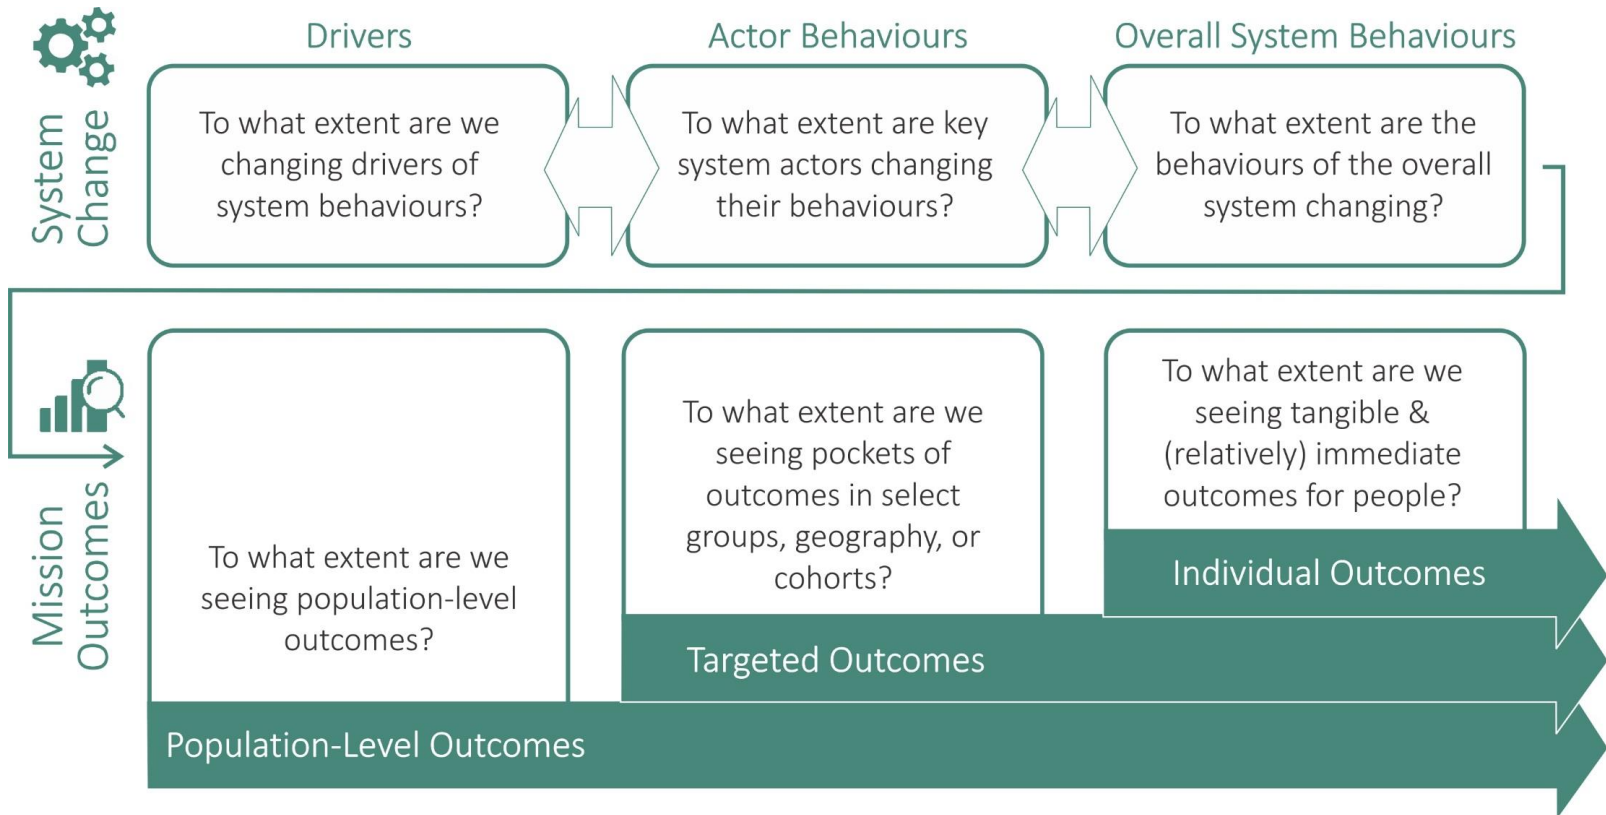 System
Change
Drivers
To what extent are we
changing drivers of
system behaviours?
Actor Behaviours
To what extent are key
system actors changing
their behaviours?
Overall System Behaviours
To what extent are the
behaviours of the overall
system changing?
Mission
Outcomes
To what extent are we
seeing population-level
outcomes?
Population-Level Outcomes
To what extent are we
seeing pockets of
outcomes in select
groups, geography, or
cohorts?
Targeted Outcomes
To what extent are we
seeing tangible &
(relatively) immediate
outcomes for people?
Individual Outcomes